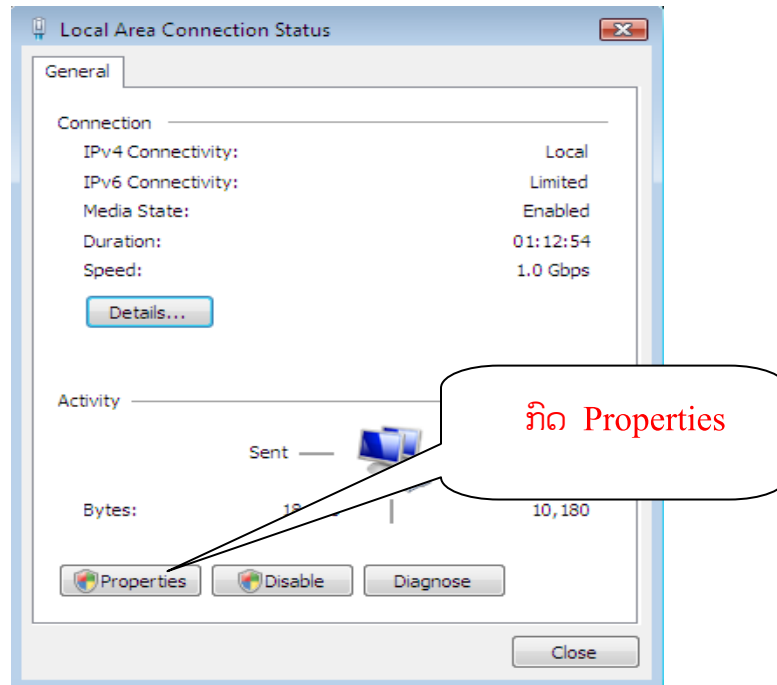 Local Area Connection Status
General
Connection
IPv4 Connectivity: Local
IPv6 Connectivity: Limited
Media State: Enabled
Duration: 01:12:54
Speed: 1.0 Gbps
Details...
Activity
ກົດ Properties
Sent
Bytes: 10,180
Properties Disable Diagnose
Close